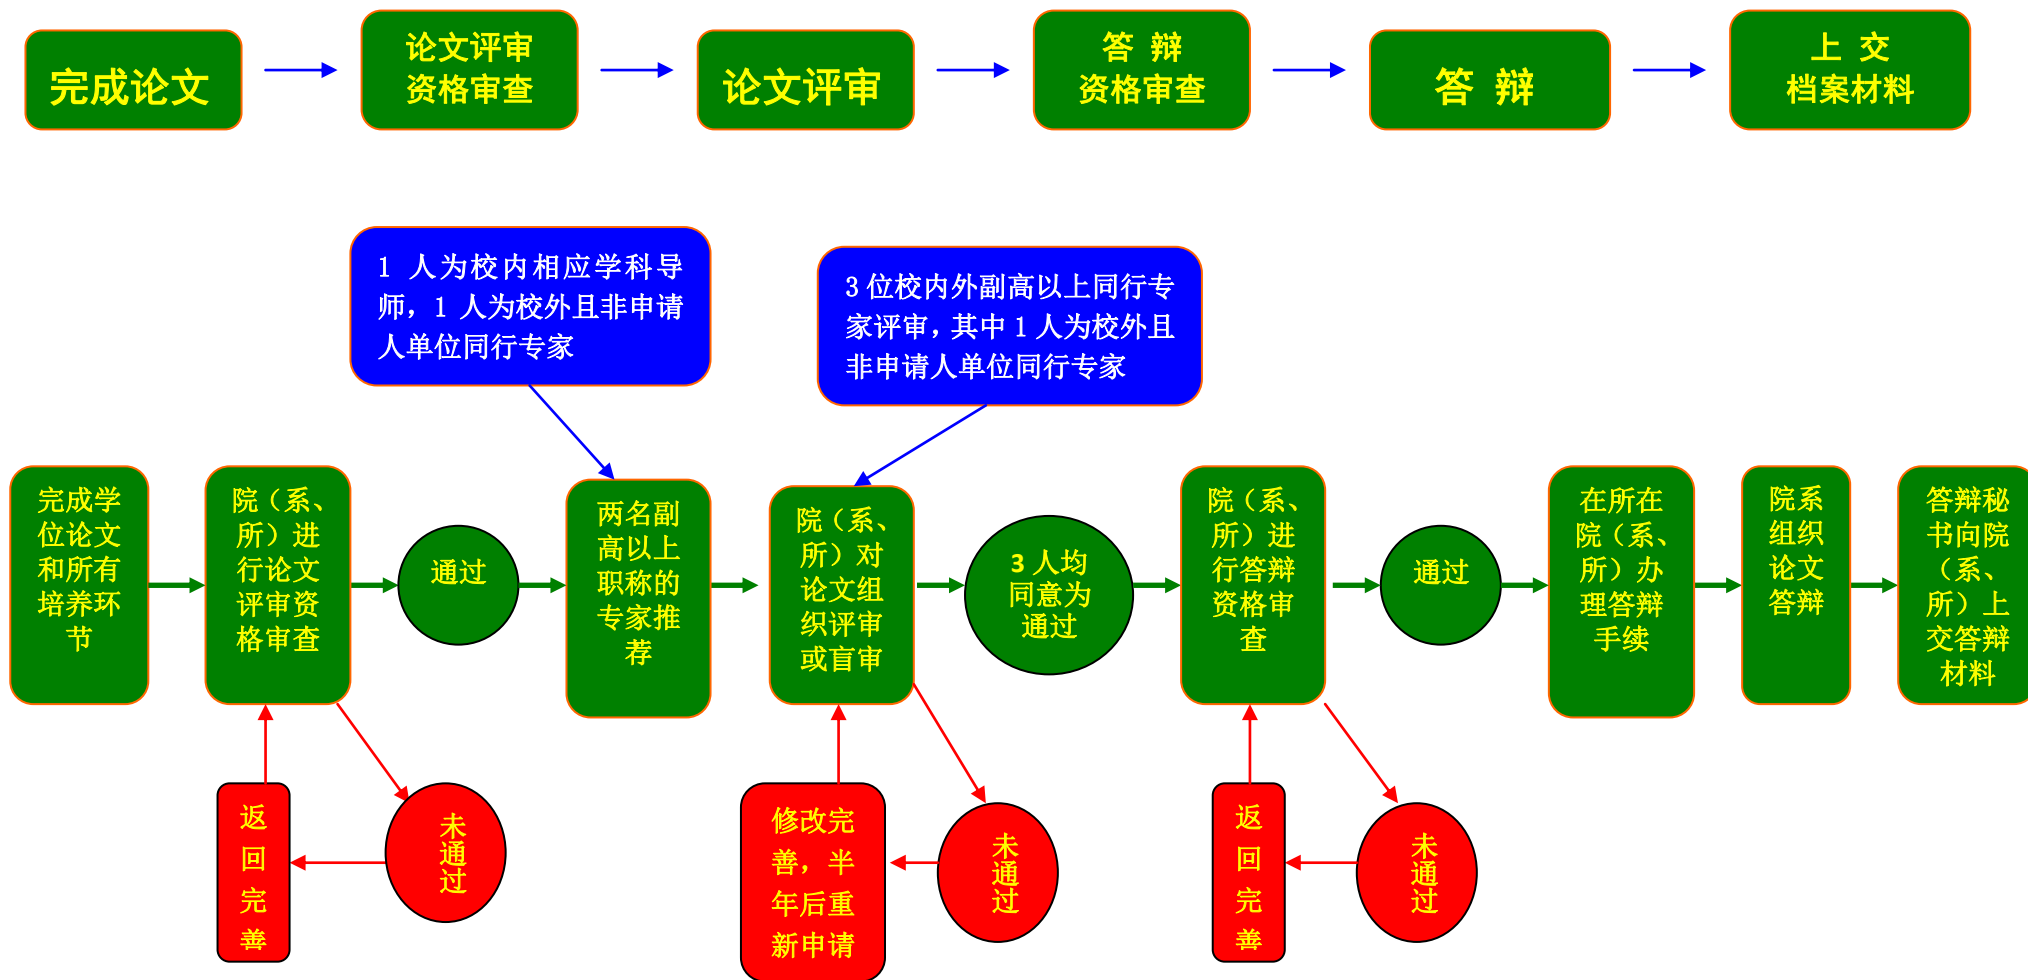 完成论文
论文评审
资格审查
论文评审
答 辩
资格审查
答 辩
上 交
档案材料
1 人为校内相应学科导
师，1 人为校外且非申请
人单位同行专家
3 位校内外副高以上同行专
家评审，其中 1 人为校外且
非申请人单位同行专家
完成学
位论文
和所有
培养环
节
院（系、
所）进
行论文
评审资
格审查
通过
两名副
高以上
职称的
专家推
荐
院（系、
所）对
论文组
织评审
或盲审
3 人均
同意为
通过
院（系、
所）进
行答辩
资格审
查
通过
在所在
院（系、
所）办
理答辩
手续
院系
组织
论文
答辩
答辩秘
书向院
（系、
所）上
交答辩
材料
返
回
完
善
未
通
过
修改完
善，半
年后重
新申请
未
通
过
返
回
完
善
未
通
过